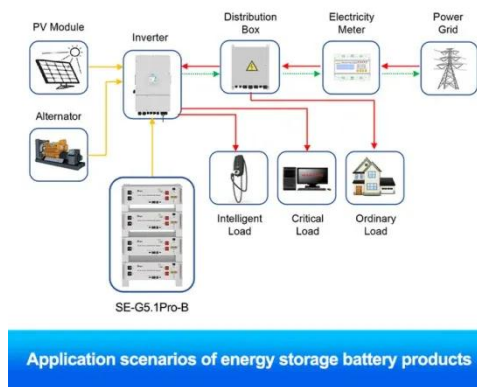 PV Module
Inverter
Distribution
Box
Electricity
Meter
Power
Grid
Alternator
Intelligent
Load
Critical
Load
Ordinary
Load
SE-G5.1Pro-B
Application scenarios of energy storage battery products